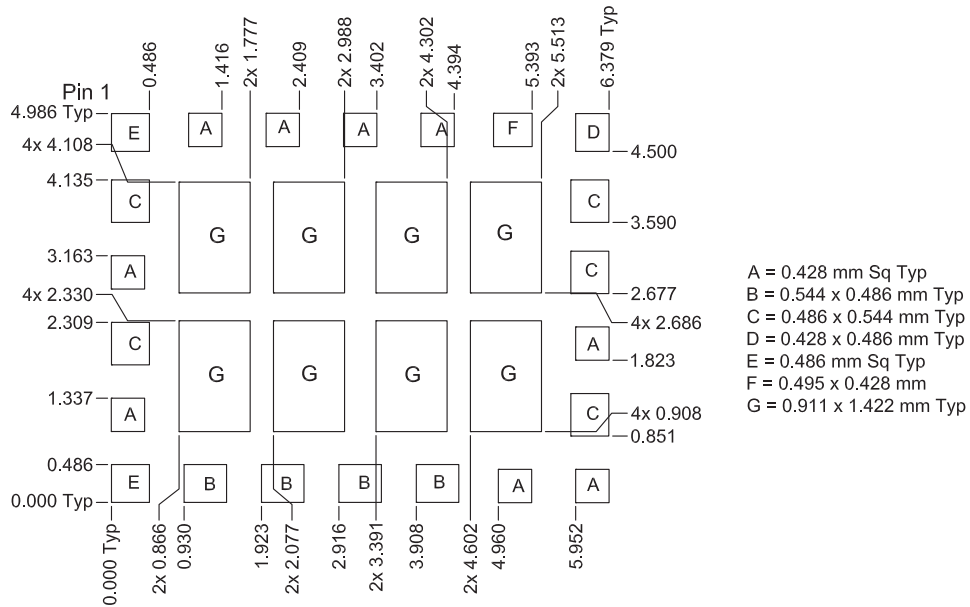 0.486
1.416
2x 1.777
2.409
2x 2.988
3.402
2x 4.302
4.394
5.393
2x 5.513
6.379 Typ
Pin 1
4.986 Typ
E
A
A
A
A
F
D
4x 4.108
4.500
4.135
C
C
3.590
G
G
G
G
3.163
A
C
2.677
4x 2.330
4x 2.686
2.309
C
A
1.823
G
G
G
G
1.337
A
C
4x 0.908
0.851
0.486
E
B
B
B
B
A
A
0.000 Typ
0.000 Typ
2x 0.866
0.930
1.923
2x 2.077
2.916
2x 3.391
3.908
2x 4.602
4.960
5.952
A = 0.428 mm Sq Typ
B = 0.544 x 0.486 mm Typ
C = 0.486 x 0.544 mm Typ
D = 0.428 x 0.486 mm Typ
E = 0.486 mm Sq Typ
F = 0.495 x 0.428 mm
G = 0.911 x 1.422 mm Typ